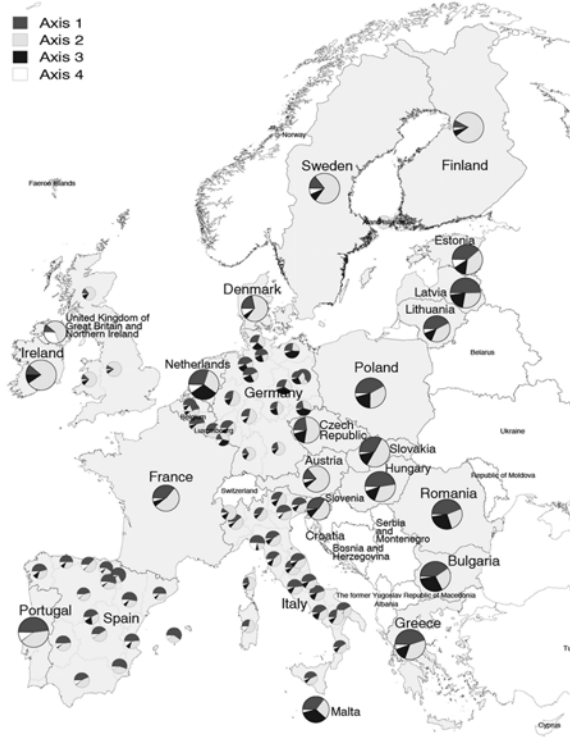 Axis 1
Axis 2
Axis 3
Axis 4
Norway
Sweden
Finland
Faeroe Islands
Estonia
Latvia
Lithuania
Denmark
United Kingdom of
Great Britain and
Northern Ireland
Ireland
Belarus
Netherlands
Poland
Germany
Belgium
Luxembourg
Czech
Republic
Ukraine
Slovakia
Austria
Hungary
France
Switzerland
Republic of Moldova
Slovenia
Romania
Croatia
Serbia
and
Montenegro
Bosnia and
Herzegovina
Bulgaria
The former Yugoslav Republic of Macedonia
Albania
Italy
Portugal
Spain
Greece
Malta
Cyprus